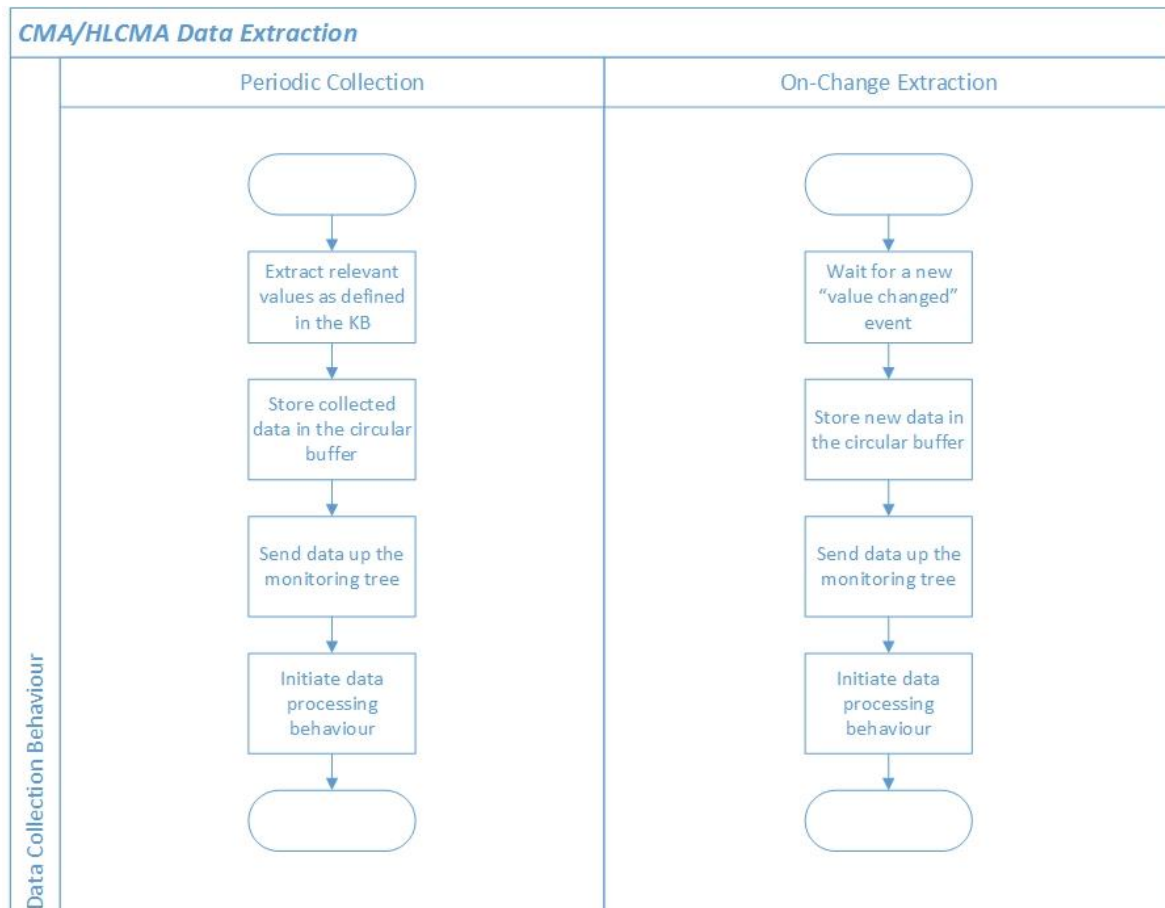 CMA/HLCMA Data Extraction
Periodic Collection
On-Change Extraction
Extract relevant
values as defined
in the KB
Store collected
data in the circular
buffer
Send data up the
monitoring tree
Initiate data
processing
behaviour
Wait for a new
“value changed”
event
Store new data in
the circular buffer
Send data up the
monitoring tree
Initiate data
processing
behaviour
Data Collection Behaviour